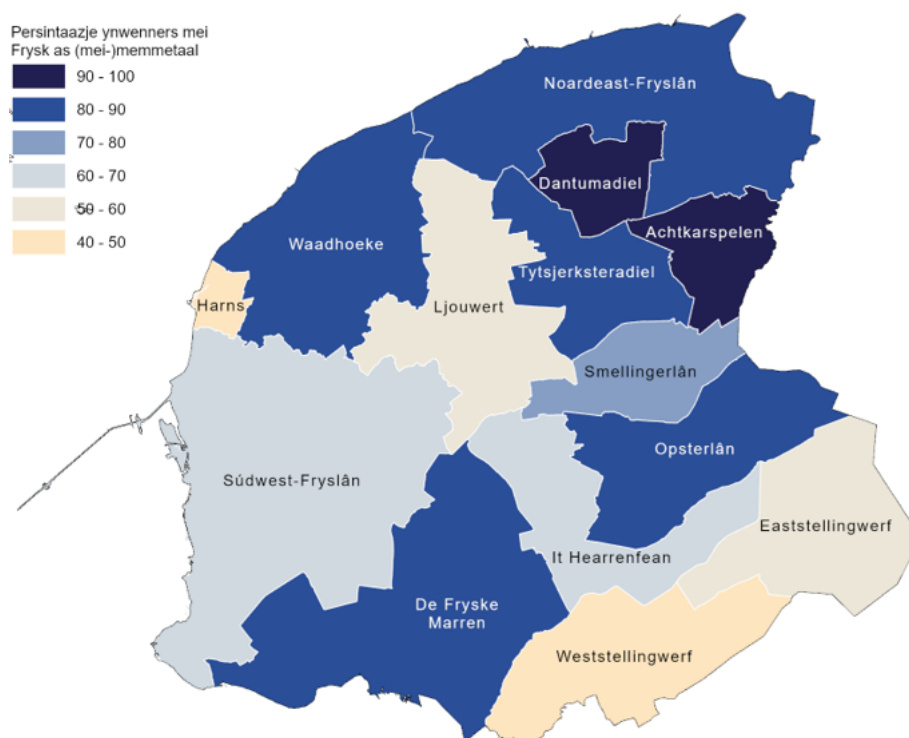 Persintaazje ynwenners mei
Frysk as (mei-)memmetaal
90 - 100
80 - 90
70 - 80
60 - 70
50 - 60
40 - 50
Noardeast-Fryslân
Dantumadiel
Achtkarspelen
Waadhoeke
Tytsjerksteradiel
Harns
Ljouwert
Smellingerlân
Opsterlân
Súdwest-Fryslân
Eaststellingwerf
It Hearrenfean
De Fryske
Marren
Weststellingwerf